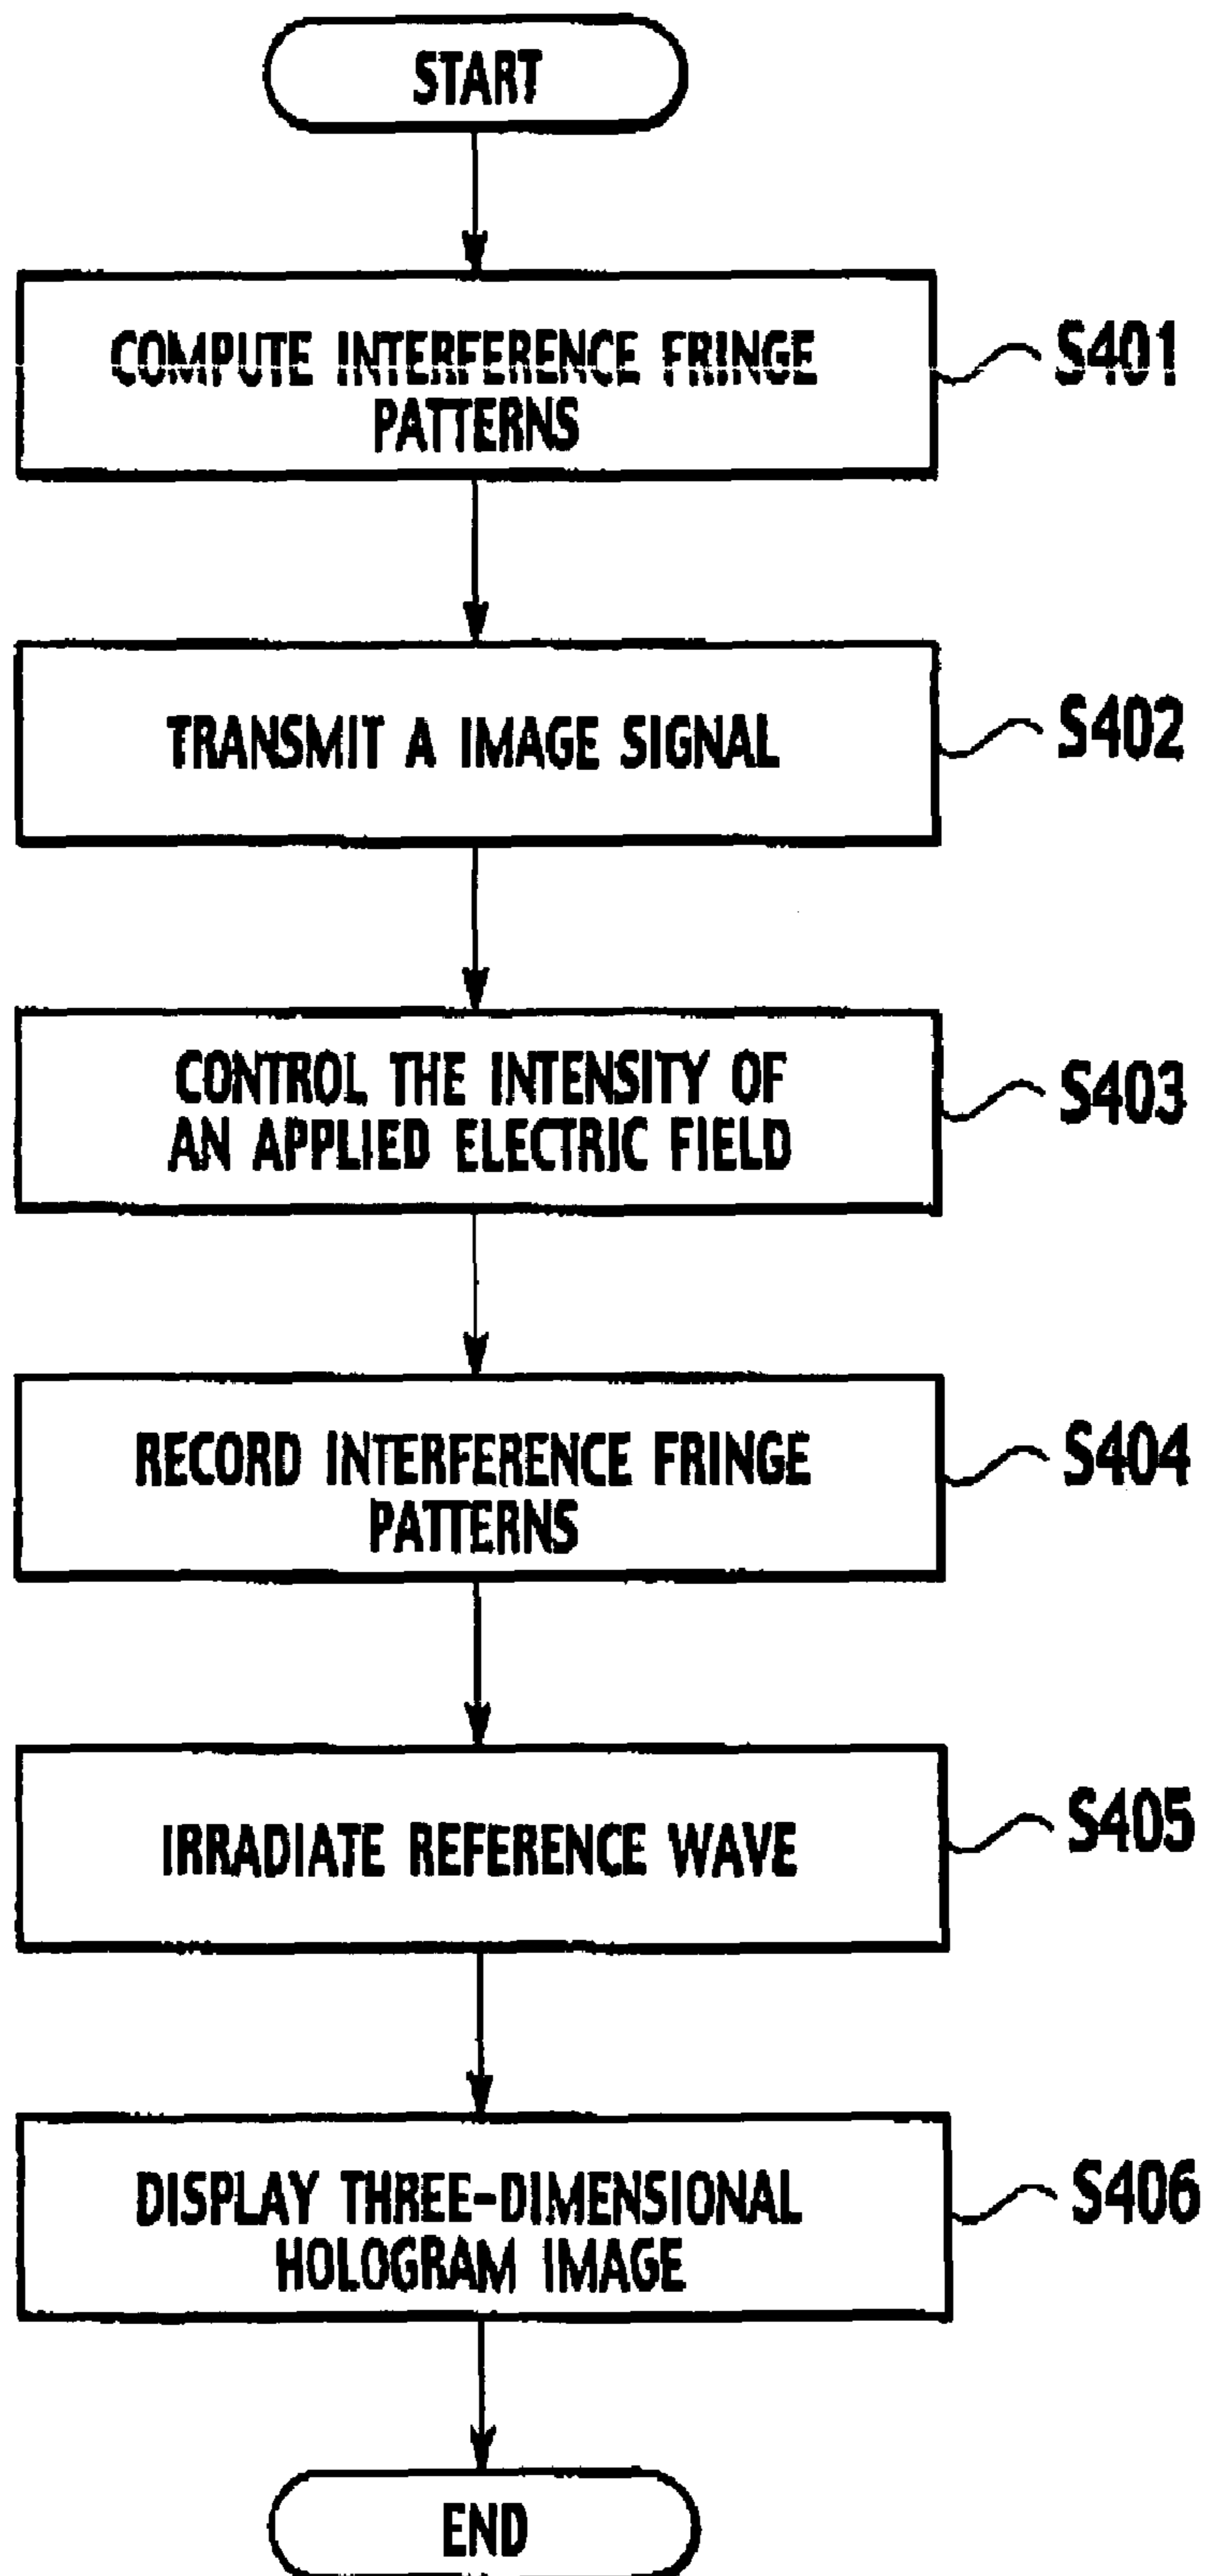 START
COMPUTE INTERFERENCE FRINGE
PATTERNS
S401
TRANSMIT A IMAGE SIGNAL
S402
CONTROL THE INTENSITY OF
AN APPLIED ELECTRIC FIELD
S403
RECORD INTERFERENCE FRINGE
PATTERNS
S404
IRRADIATE REFERENCE WAVE
S405
DISPLAY THREE-DIMENSIONAL
HOLOGRAM IMAGE
S406
END